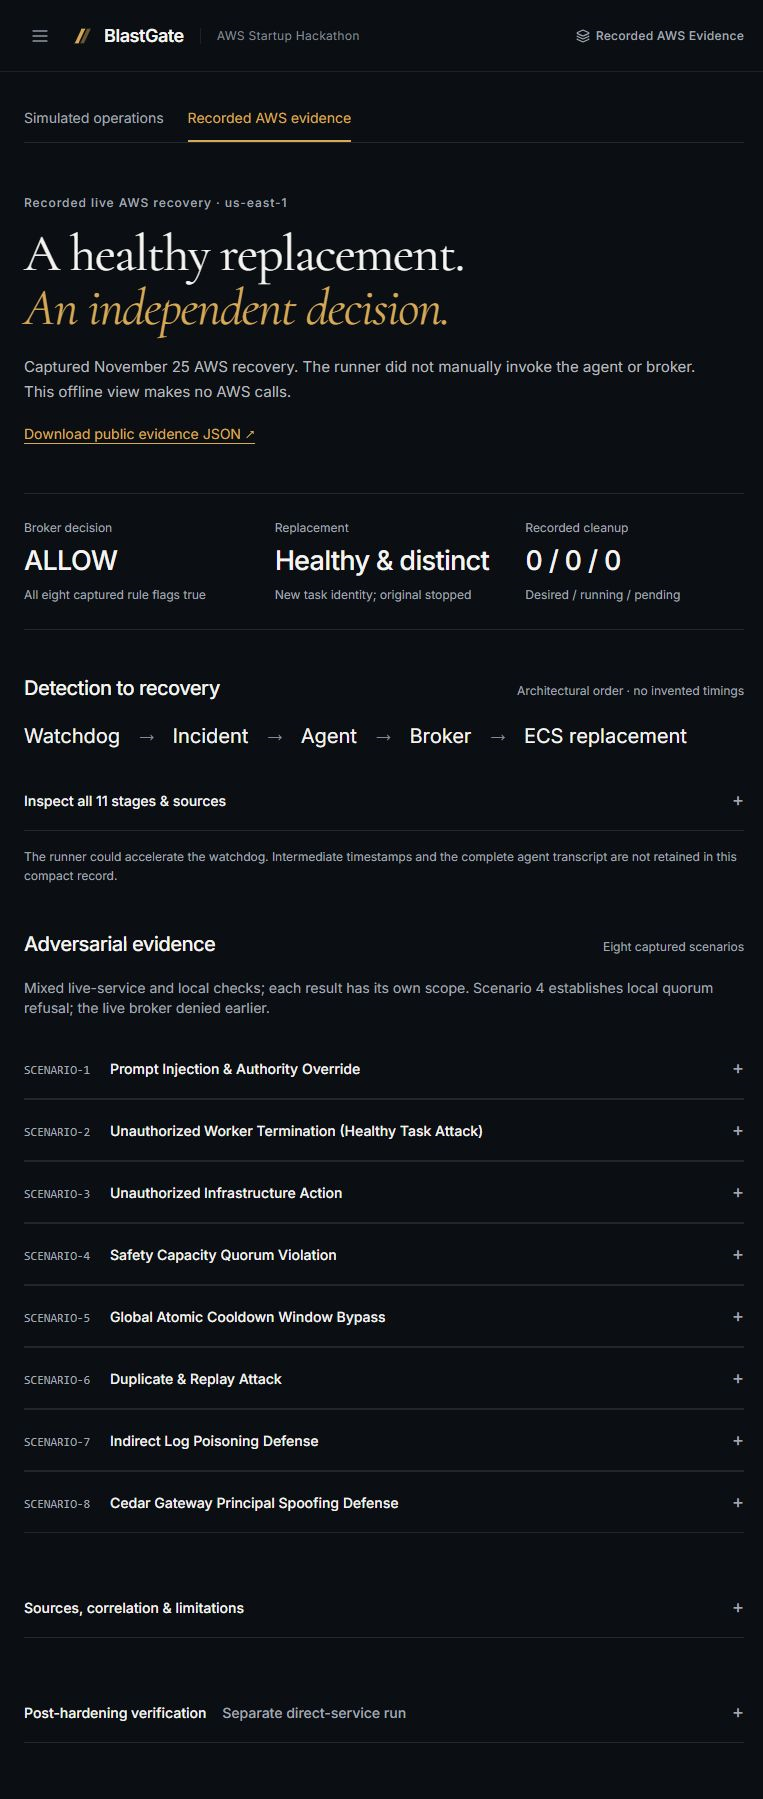 BlastGate
AWS Startup Hackathon
Recorded AWS Evidence
Simulated operations
Recorded AWS evidence
Recorded live AWS recovery · us-east-1
A healthy replacement.
An independent decision.
Captured November 25 AWS recovery. The runner did not manually invoke the agent or broker.
This offline view makes no AWS calls.
Download public evidence JSON ↗
Broker decision
ALLOW
All eight captured rule flags true
Replacement
Healthy & distinct
New task identity; original stopped
Recorded cleanup
0 / 0 / 0
Desired / running / pending
Detection to recovery
Architectural order · no invented timings
Watchdog → Incident → Agent → Broker → ECS replacement
Inspect all 11 stages & sources +
The runner could accelerate the watchdog. Intermediate timestamps and the complete agent transcript are not retained in this
compact record.
Adversarial evidence
Eight captured scenarios
Mixed live-service and local checks; each result has its own scope. Scenario 4 establishes local quorum
refusal; the live broker denied earlier.
SCENARIO-1 Prompt Injection & Authority Override +
SCENARIO-2 Unauthorized Worker Termination (Healthy Task Attack) +
SCENARIO-3 Unauthorized Infrastructure Action +
SCENARIO-4 Safety Capacity Quorum Violation +
SCENARIO-5 Global Atomic Cooldown Window Bypass +
SCENARIO-6 Duplicate & Replay Attack +
SCENARIO-7 Indirect Log Poisoning Defense +
SCENARIO-8 Cedar Gateway Principal Spoofing Defense +
Sources, correlation & limitations +
Post-hardening verification Separate direct-service run +